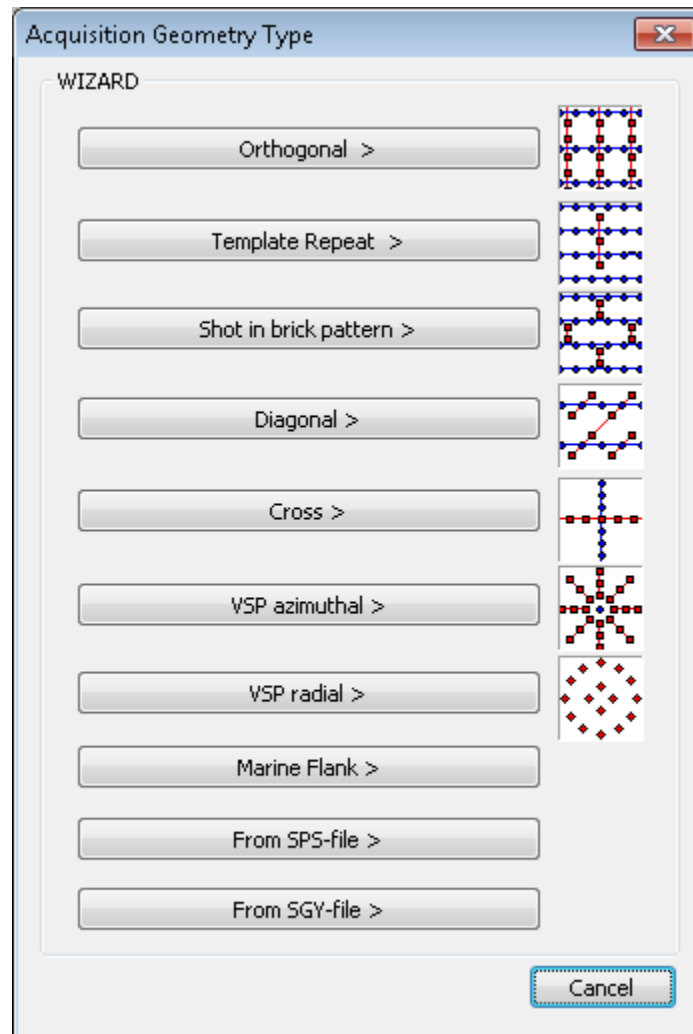 Acquisition Geometry Type
WIZARD
Orthogonal >
Template Repeat >
Shot in brick pattern >
Diagonal >
Cross >
VSP azimuthal >
VSP radial >
Marine Flank >
From SPS-file >
From SGY-file >
Cancel